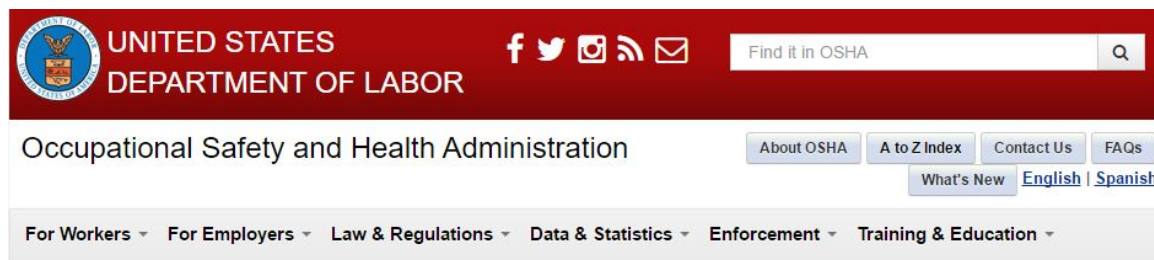 UNITED STATES
DEPARTMENT OF LABOR
Find it in OSHA
Occupational Safety and Health Administration
About OSHA A to Z Index Contact Us FAQs
What's New English | Spanish
For Workers For Employers Law & Regulations Data & Statistics Enforcement Training & Education